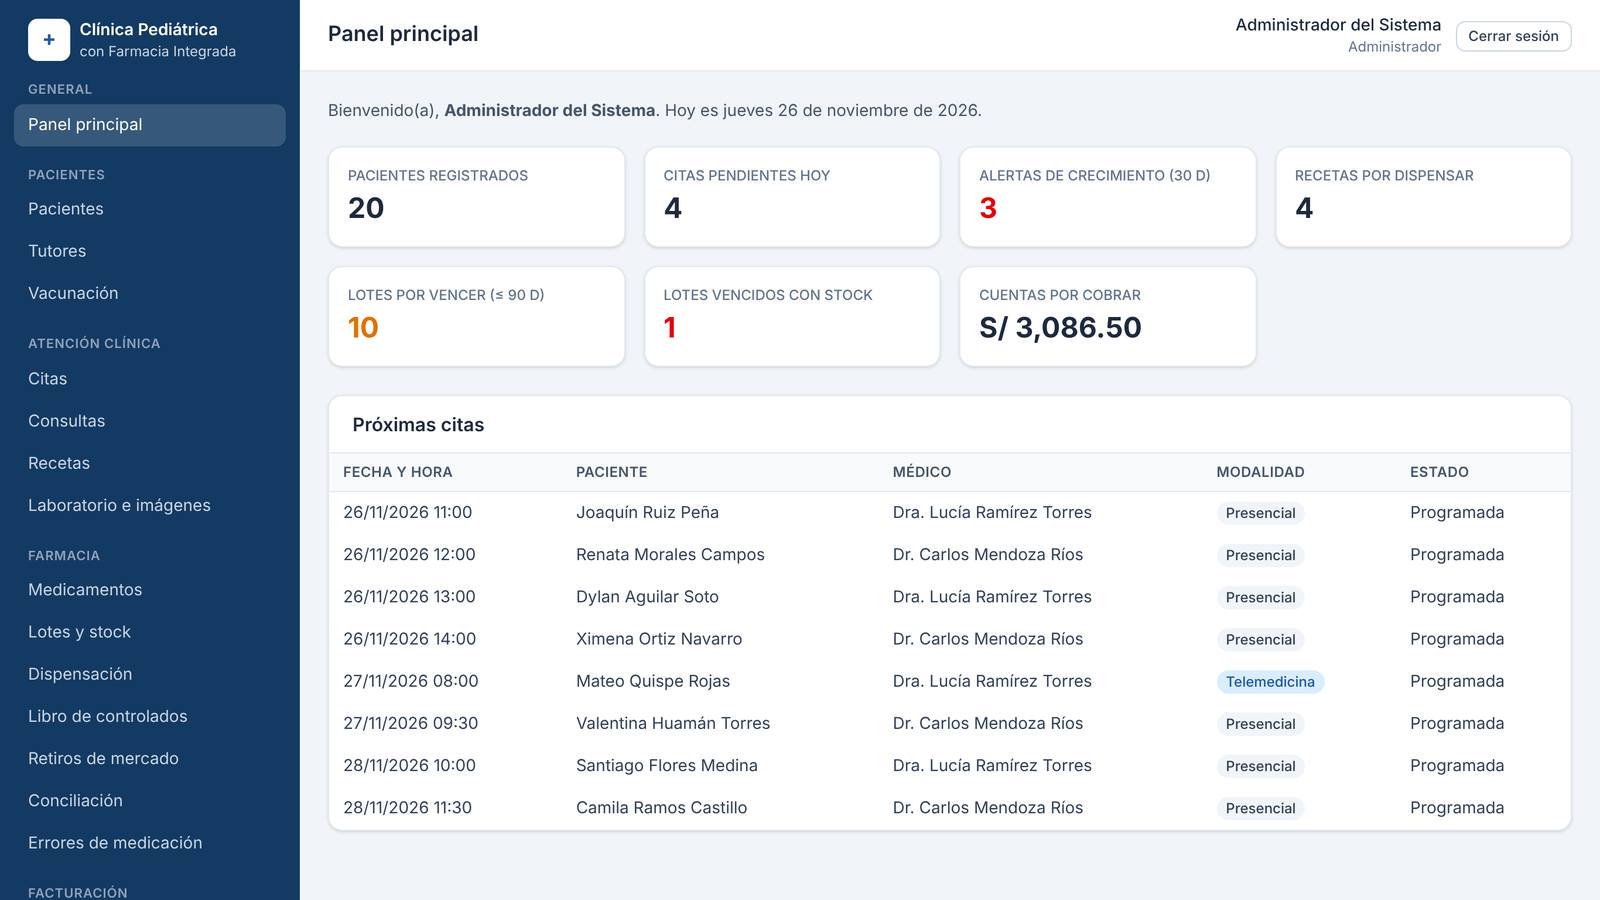 +
Clínica Pediátrica
con Farmacia Integrada
GENERAL
Panel principal
PACIENTES
Pacientes
Tutores
Vacunación
ATENCIÓN CLÍNICA
Citas
Consultas
Recetas
Laboratorio e imágenes
FARMACIA
Medicamentos
Lotes y stock
Dispensación
Libro de controlados
Retiros de mercado
Conciliación
Errores de medicación
FACTURACIÓN
Panel principal
Administrador del Sistema
Administrador
Cerrar sesión
Bienvenido(a), Administrador del Sistema. Hoy es jueves 26 de noviembre de 2026.
PACIENTES REGISTRADOS
20
CITAS PENDIENTES HOY
4
ALERTAS DE CRECIMIENTO (30 D)
3
RECETAS POR DISPENSAR
4
LOTES POR VENCER (≤ 90 D)
10
LOTES VENCIDOS CON STOCK
1
CUENTAS POR COBRAR
S/ 3,086.50
Próximas citas
FECHA Y HORA PACIENTE MÉDICO MODALIDAD ESTADO
26/11/2026 11:00 Joaquín Ruiz Peña Dra. Lucía Ramírez Torres Presencial Programada
26/11/2026 12:00 Renata Morales Campos Dr. Carlos Mendoza Ríos Presencial Programada
26/11/2026 13:00 Dylan Aguilar Soto Dra. Lucía Ramírez Torres Presencial Programada
26/11/2026 14:00 Ximena Ortiz Navarro Dr. Carlos Mendoza Ríos Presencial Programada
27/11/2026 08:00 Mateo Quispe Rojas Dra. Lucía Ramírez Torres Telemedicina Programada
27/11/2026 09:30 Valentina Huamán Torres Dr. Carlos Mendoza Ríos Presencial Programada
28/11/2026 10:00 Santiago Flores Medina Dra. Lucía Ramírez Torres Presencial Programada
28/11/2026 11:30 Camila Ramos Castillo Dr. Carlos Mendoza Ríos Presencial Programada